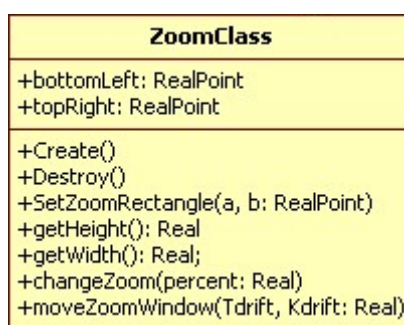 ZoomClass
+bottomLeft: RealPoint
+topRight: RealPoint
+Create()
+Destroy()
+SetZoomRectangle(a, b: RealPoint)
+getHeight(): Real
+getWidth(): Real;
+changeZoom(percent: Real)
+moveZoomWindow(Tdrift, Kdrift: Real)